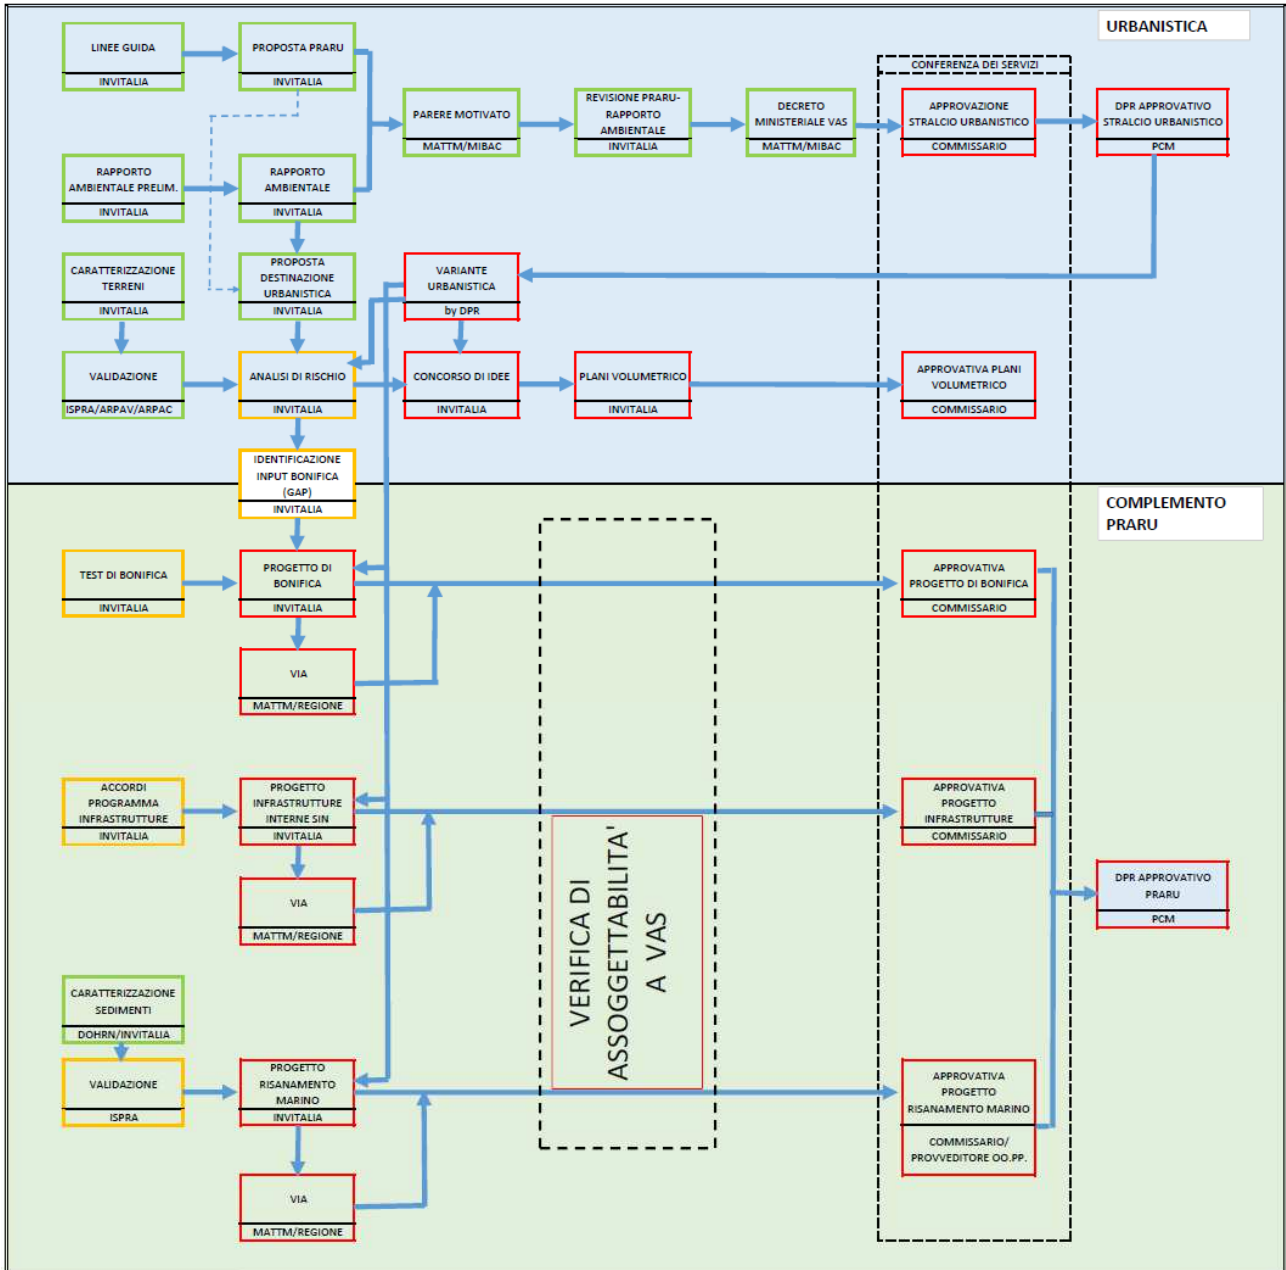 URBANISTICA
LINEE GUIDA
INVITALIA
PROPOSTA PRARU
INVITALIA
CONFERENZA DEI SERVIZI
PARERE MOTIVATO
MATTM/MIBAC
REVISIONE PRARU-
RAPPORTO
AMBIENTALE
INVITALIA
DECRETO
MINISTERIALE VAS
MATTM/MIBAC
APPROVAZIONE
STRALCIO URBANISTICO
COMMISSARIO
DPR APPROVATIVO
STRALCIO URBANISTICO
PCM
RAPPORTO
AMBIENTALE PRELIM.
INVITALIA
RAPPORTO
AMBIENTALE
INVITALIA
CARATTERIZZAZIONE
TERRENI
INVITALIA
PROPOSTA
DESTINAZIONE
URBANISTICA
INVITALIA
VARIANTE
URBANISTICA
by DPR
VALIDAZIONE
ISPRA/ARPAV/ARPAC
ANALISI DI RISCHIO
INVITALIA
CONCORSO DI IDEE
INVITALIA
PLANI VOLUMETRICO
INVITALIA
APPROVATIVA PLANI
VOLUMETRICO
COMMISSARIO
IDENTIFICAZIONE
INPUT BONIFICA
(GAP)
INVITALIA
COMPLEMENTO
PRARU
TEST DI BONIFICA
INVITALIA
PROGETTO DI
BONIFICA
INVITALIA
APPROVATIVA
PROGETTO DI BONIFICA
COMMISSARIO
VIA
MATTM/REGIONE
ACCORDI
PROGRAMMA
INFRASTRUTTURE
INVITALIA
PROGETTO
INFRASTRUTTURE
INTERNE SIN
INVITALIA
APPROVATIVA
PROGETTO
INFRASTRUTTURE
COMMISSARIO
VERIFICA DI
ASSOGGETTABILITA'
A VAS
VIA
MATTM/REGIONE
DPR APPROVATIVO
PRARU
PCM
CARATTERIZZAZIONE
SEDIMENTI
DOHRN/INVITALIA
VALIDAZIONE
ISPRA
PROGETTO
RISANAMENTO
MARINO
INVITALIA
APPROVATIVA
PROGETTO
RISANAMENTO MARINO
COMMISSARIO/
PROVVEDITORE OO.PP.
VIA
MATTM/REGIONE